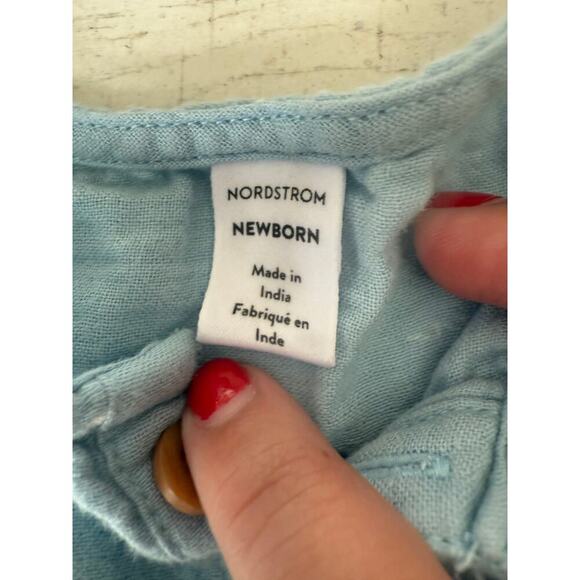 NORDSTROM
NEWBORN
Made in
India
Fabriqué en
Inde